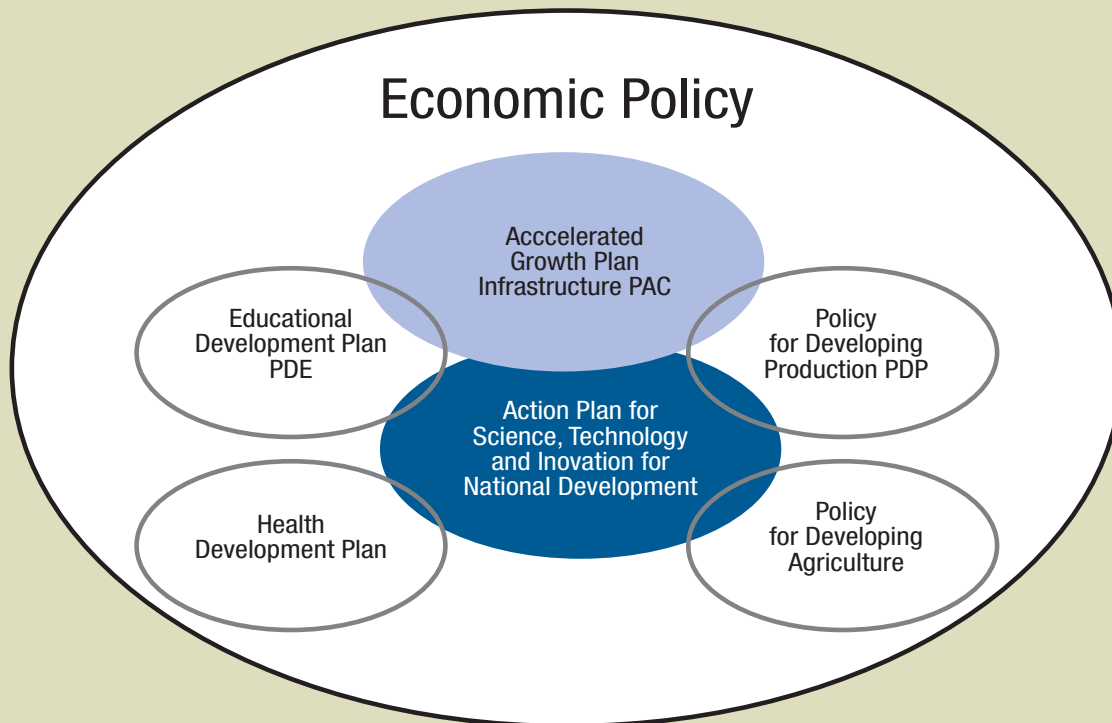 Economic Policy
Acccelerated
Growth Plan
Infrastructure PAC
Educational
Development Plan
PDE
Policy
for Developing
Production PDP
Action Plan for
Science, Technology
and Inovation for
National Development
Health
Development Plan
Policy
for Developing
Agriculture